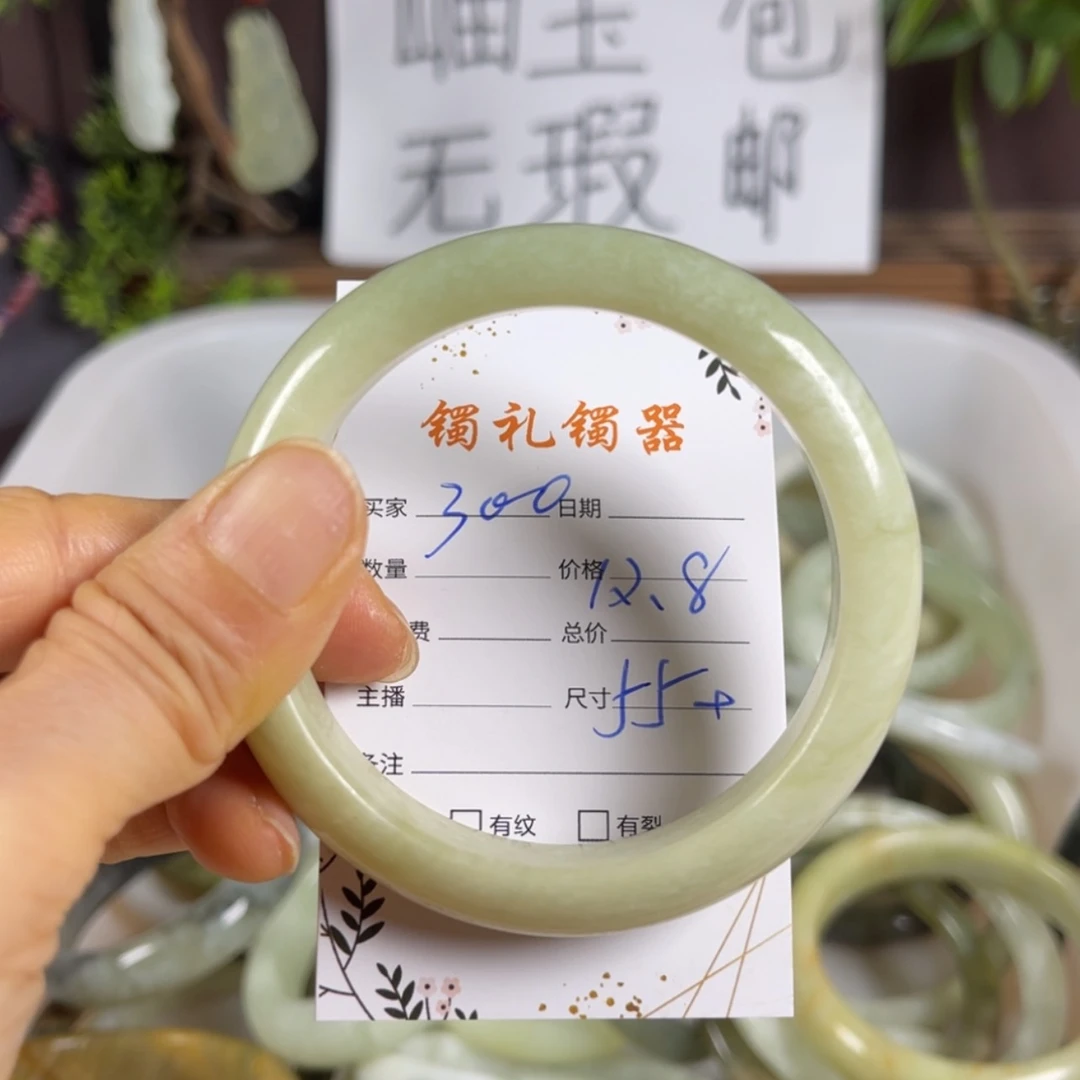 岫玉 包
无瑕 邮
镯礼镯器
买家 300 日期
数量 价格 12、8
费 总价
主播 尺寸 55+
备注
□有纹 □有裂